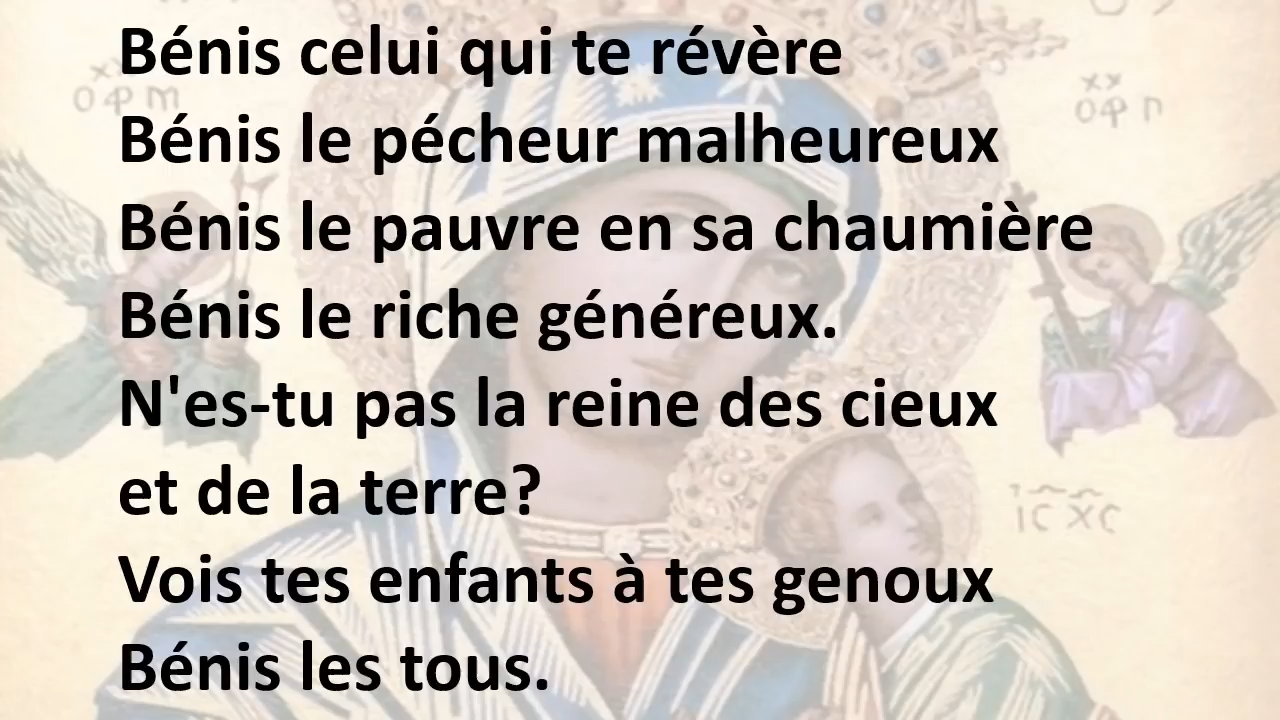 Bénis celui qui te révère
Bénis le pécheur malheureux
Bénis le pauvre en sa chaumière
Bénis le riche généreux.
N'es-tu pas la reine des cieux
et de la terre?
Vois tes enfants à tes genoux
Bénis les tous.
IC XC